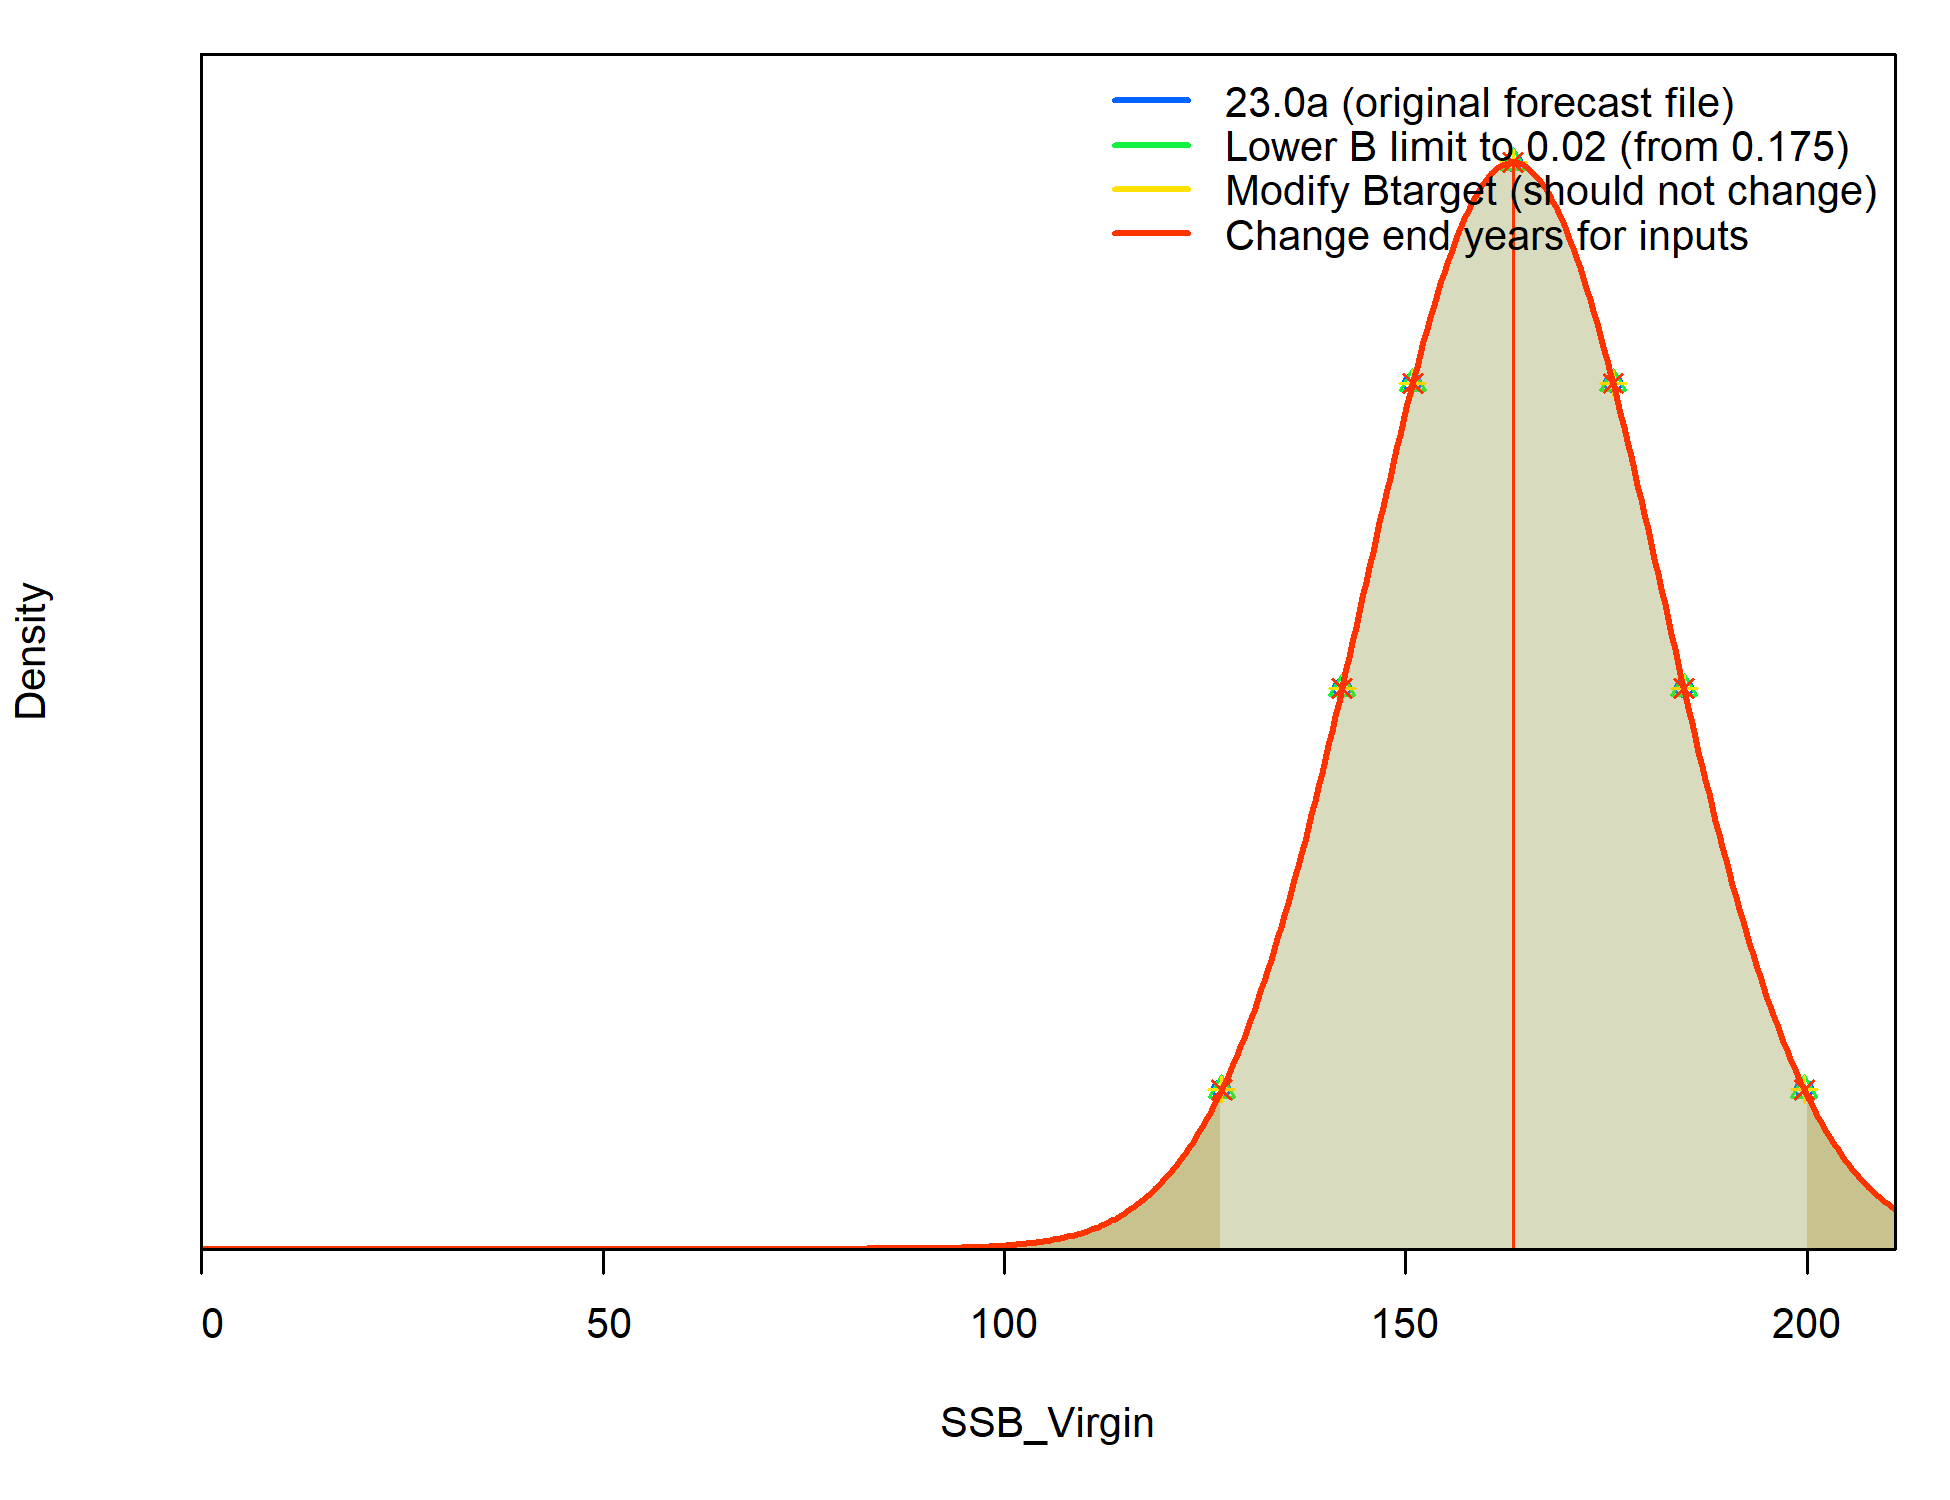 23.0a (original forecast file)
Lower B limit to 0.02 (from 0.175)
Modify Btarget (should not change)
Change end years for inputs
Density
0 50 100 150 200
SSB_Virgin